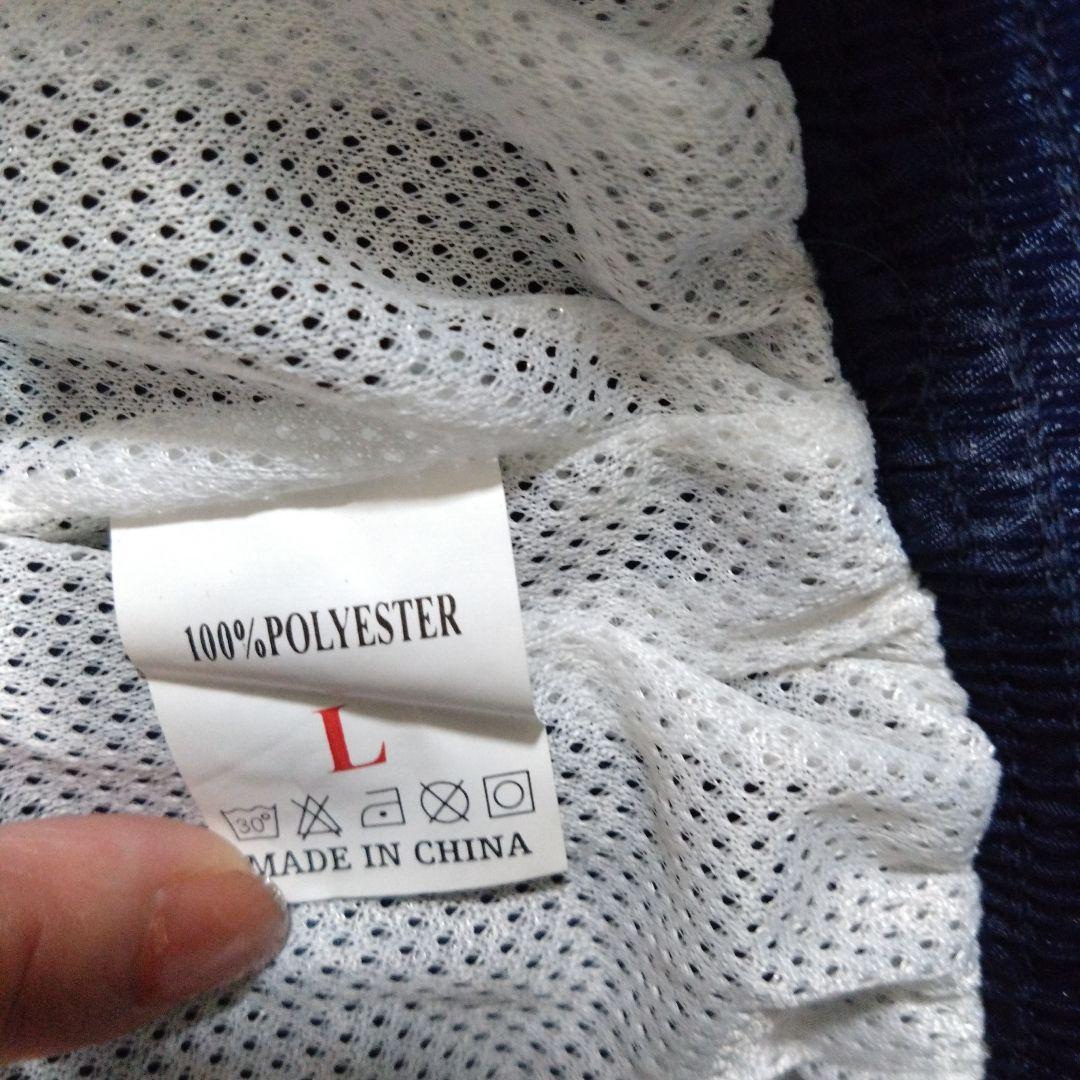 100%POLYESTER
L
30°
MADE IN CHINA